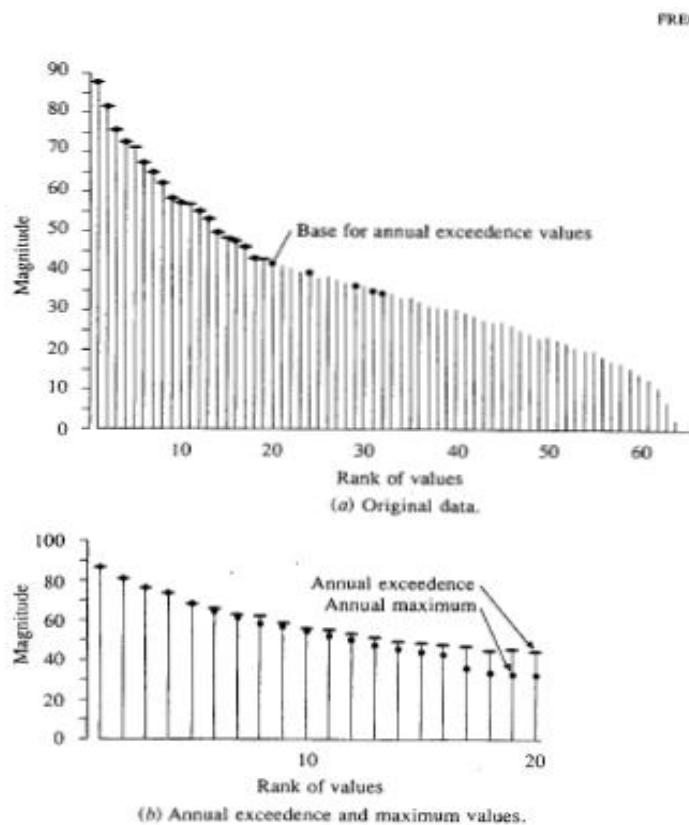 FRE
90
80
70
60
50
40
30
20
10
0
Magnitude
Base for annual exceedence values
10 20 30 40 50 60
Rank of values
(a) Original data.
100
80
60
40
20
0
Magnitude
Annual exceedence
Annual maximum
10 20
Rank of values
(b) Annual exceedence and maximum values.